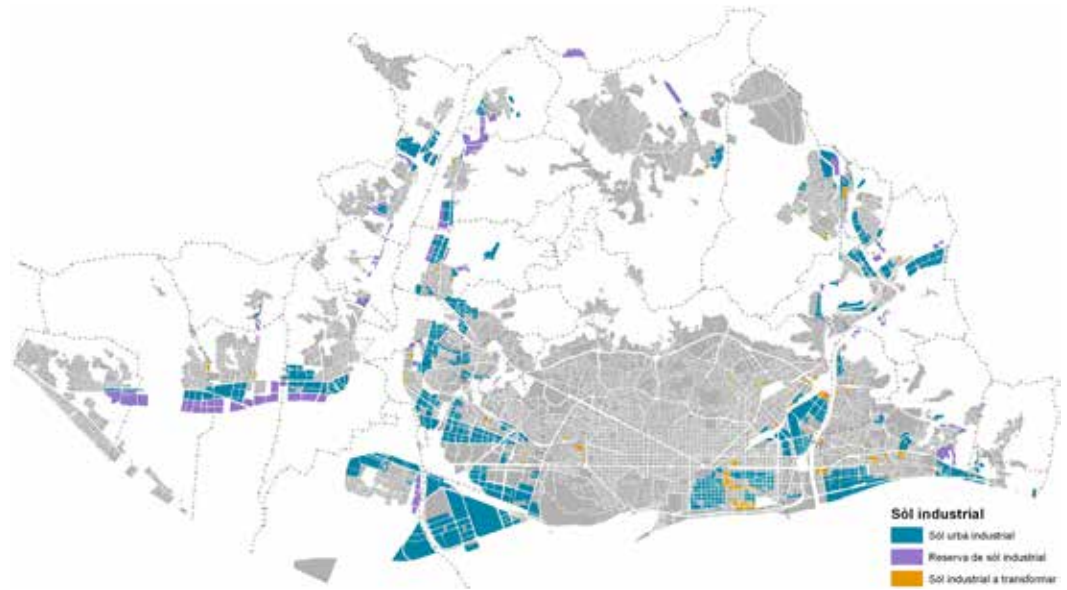 Sòl industrial
Sòl urbà industrial
Reserva de sòl industrial
Sòl industrial a transformar